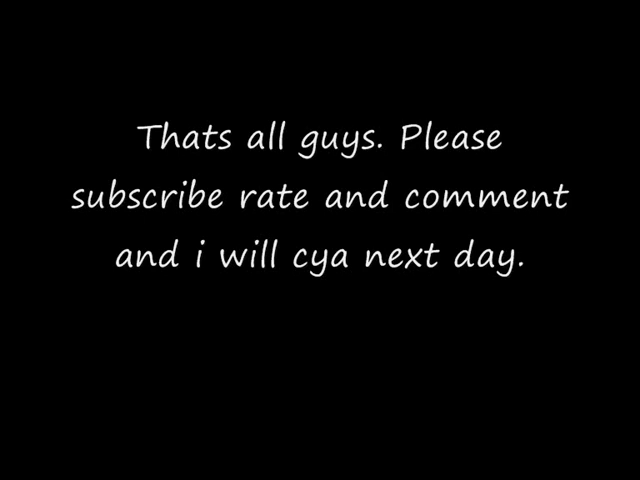 Thats all guys. Please
subscribe rate and comment
and i will cya next day.